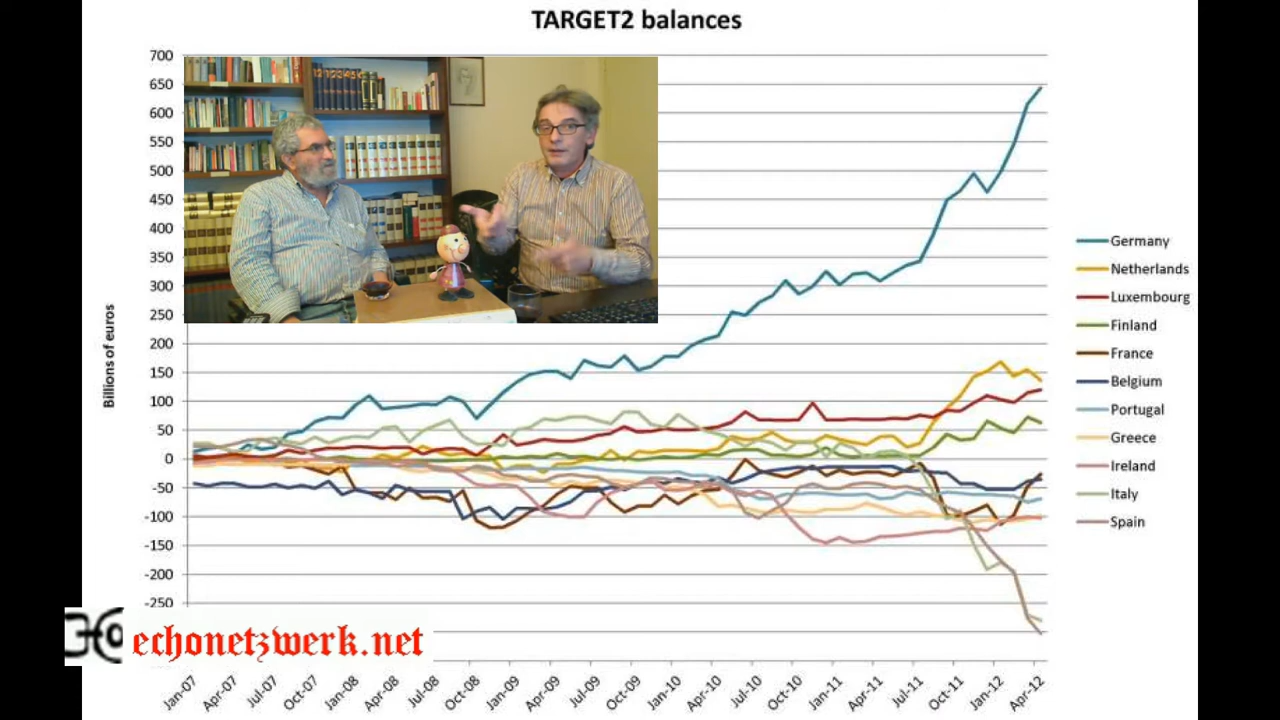 TARGET2 balances
700
650
600
550
500
450
400
350
300
250
200
150
100
50
0
-50
-100
-150
-200
-250
Billions of euros
Germany
Netherlands
Luxembourg
Finland
France
Belgium
Portugal
Greece
Ireland
Italy
Spain
echonetzwerk.net
Jan-07
Apr-07
Jul-07
Oct-07
Jan-08
Apr-08
Jul-08
Oct-08
Jan-09
Apr-09
Jul-09
Oct-09
Jan-10
Apr-10
Jul-10
Oct-10
Jan-11
Apr-11
Jul-11
Oct-11
Jan-12
Apr-12